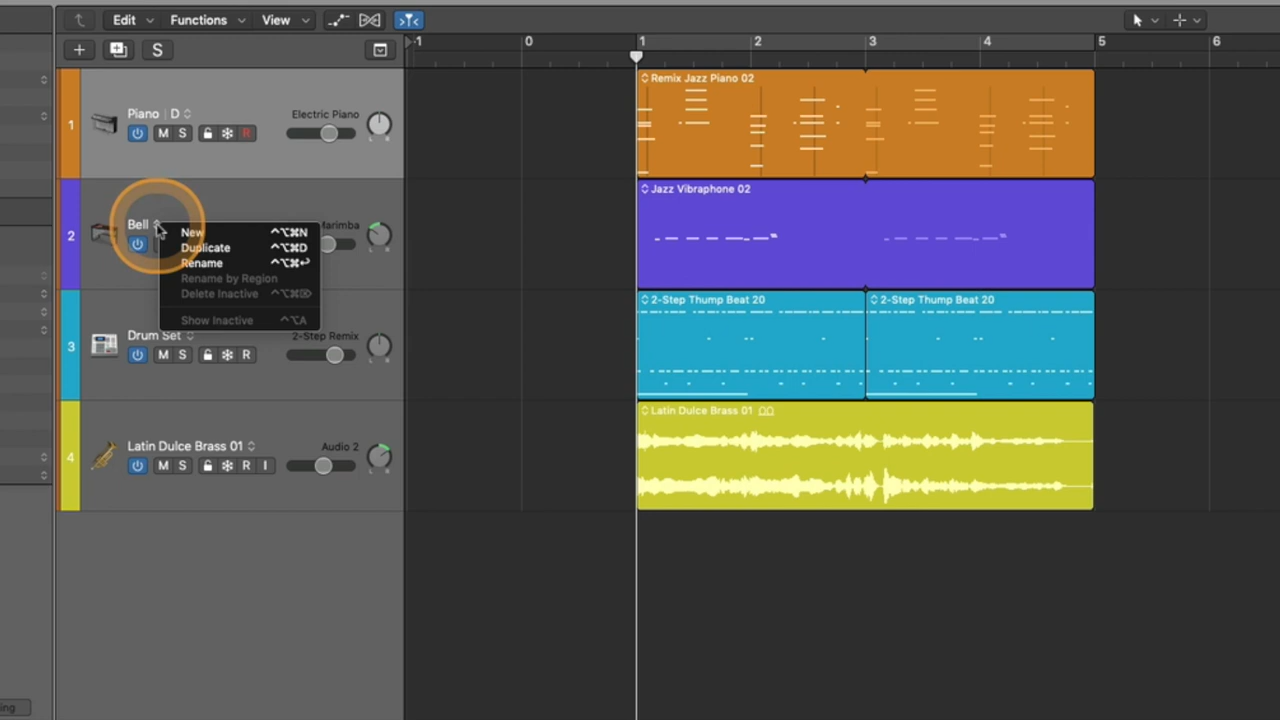 Edit Functions View
S
-1 0 1 2 3 4 5 6
1 Piano | D Electric Piano
M S R
Remix Jazz Piano 02
2 Bell Marimba
Jazz Vibraphone 02
New ^⌥⌘N
Duplicate ^⌥⌘D
Rename ^⌥⌘↩
Rename by Region
Delete Inactive ^⌥⌘⌦
Show Inactive ^⌥A
3 Drum Set 2-Step Remix
M S R
2-Step Thump Beat 20 2-Step Thump Beat 20
4 Latin Dulce Brass 01 Audio 2
M S R I
Latin Dulce Brass 01
ing